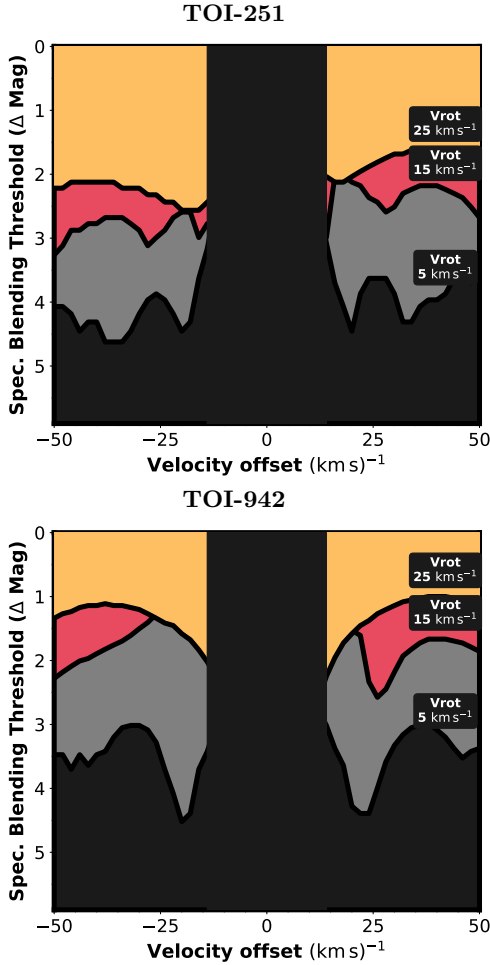 TOI-251
0
1
2
3
4
5
Spec. Blending Threshold (Δ Mag)
Vrot
25 km s⁻¹
Vrot
15 km s⁻¹
Vrot
5 km s⁻¹
−50
−25
0
25
50
Velocity offset (km s)⁻¹
TOI-942
0
1
2
3
4
5
Spec. Blending Threshold (Δ Mag)
Vrot
25 km s⁻¹
Vrot
15 km s⁻¹
Vrot
5 km s⁻¹
−50
−25
0
25
50
Velocity offset (km s)⁻¹